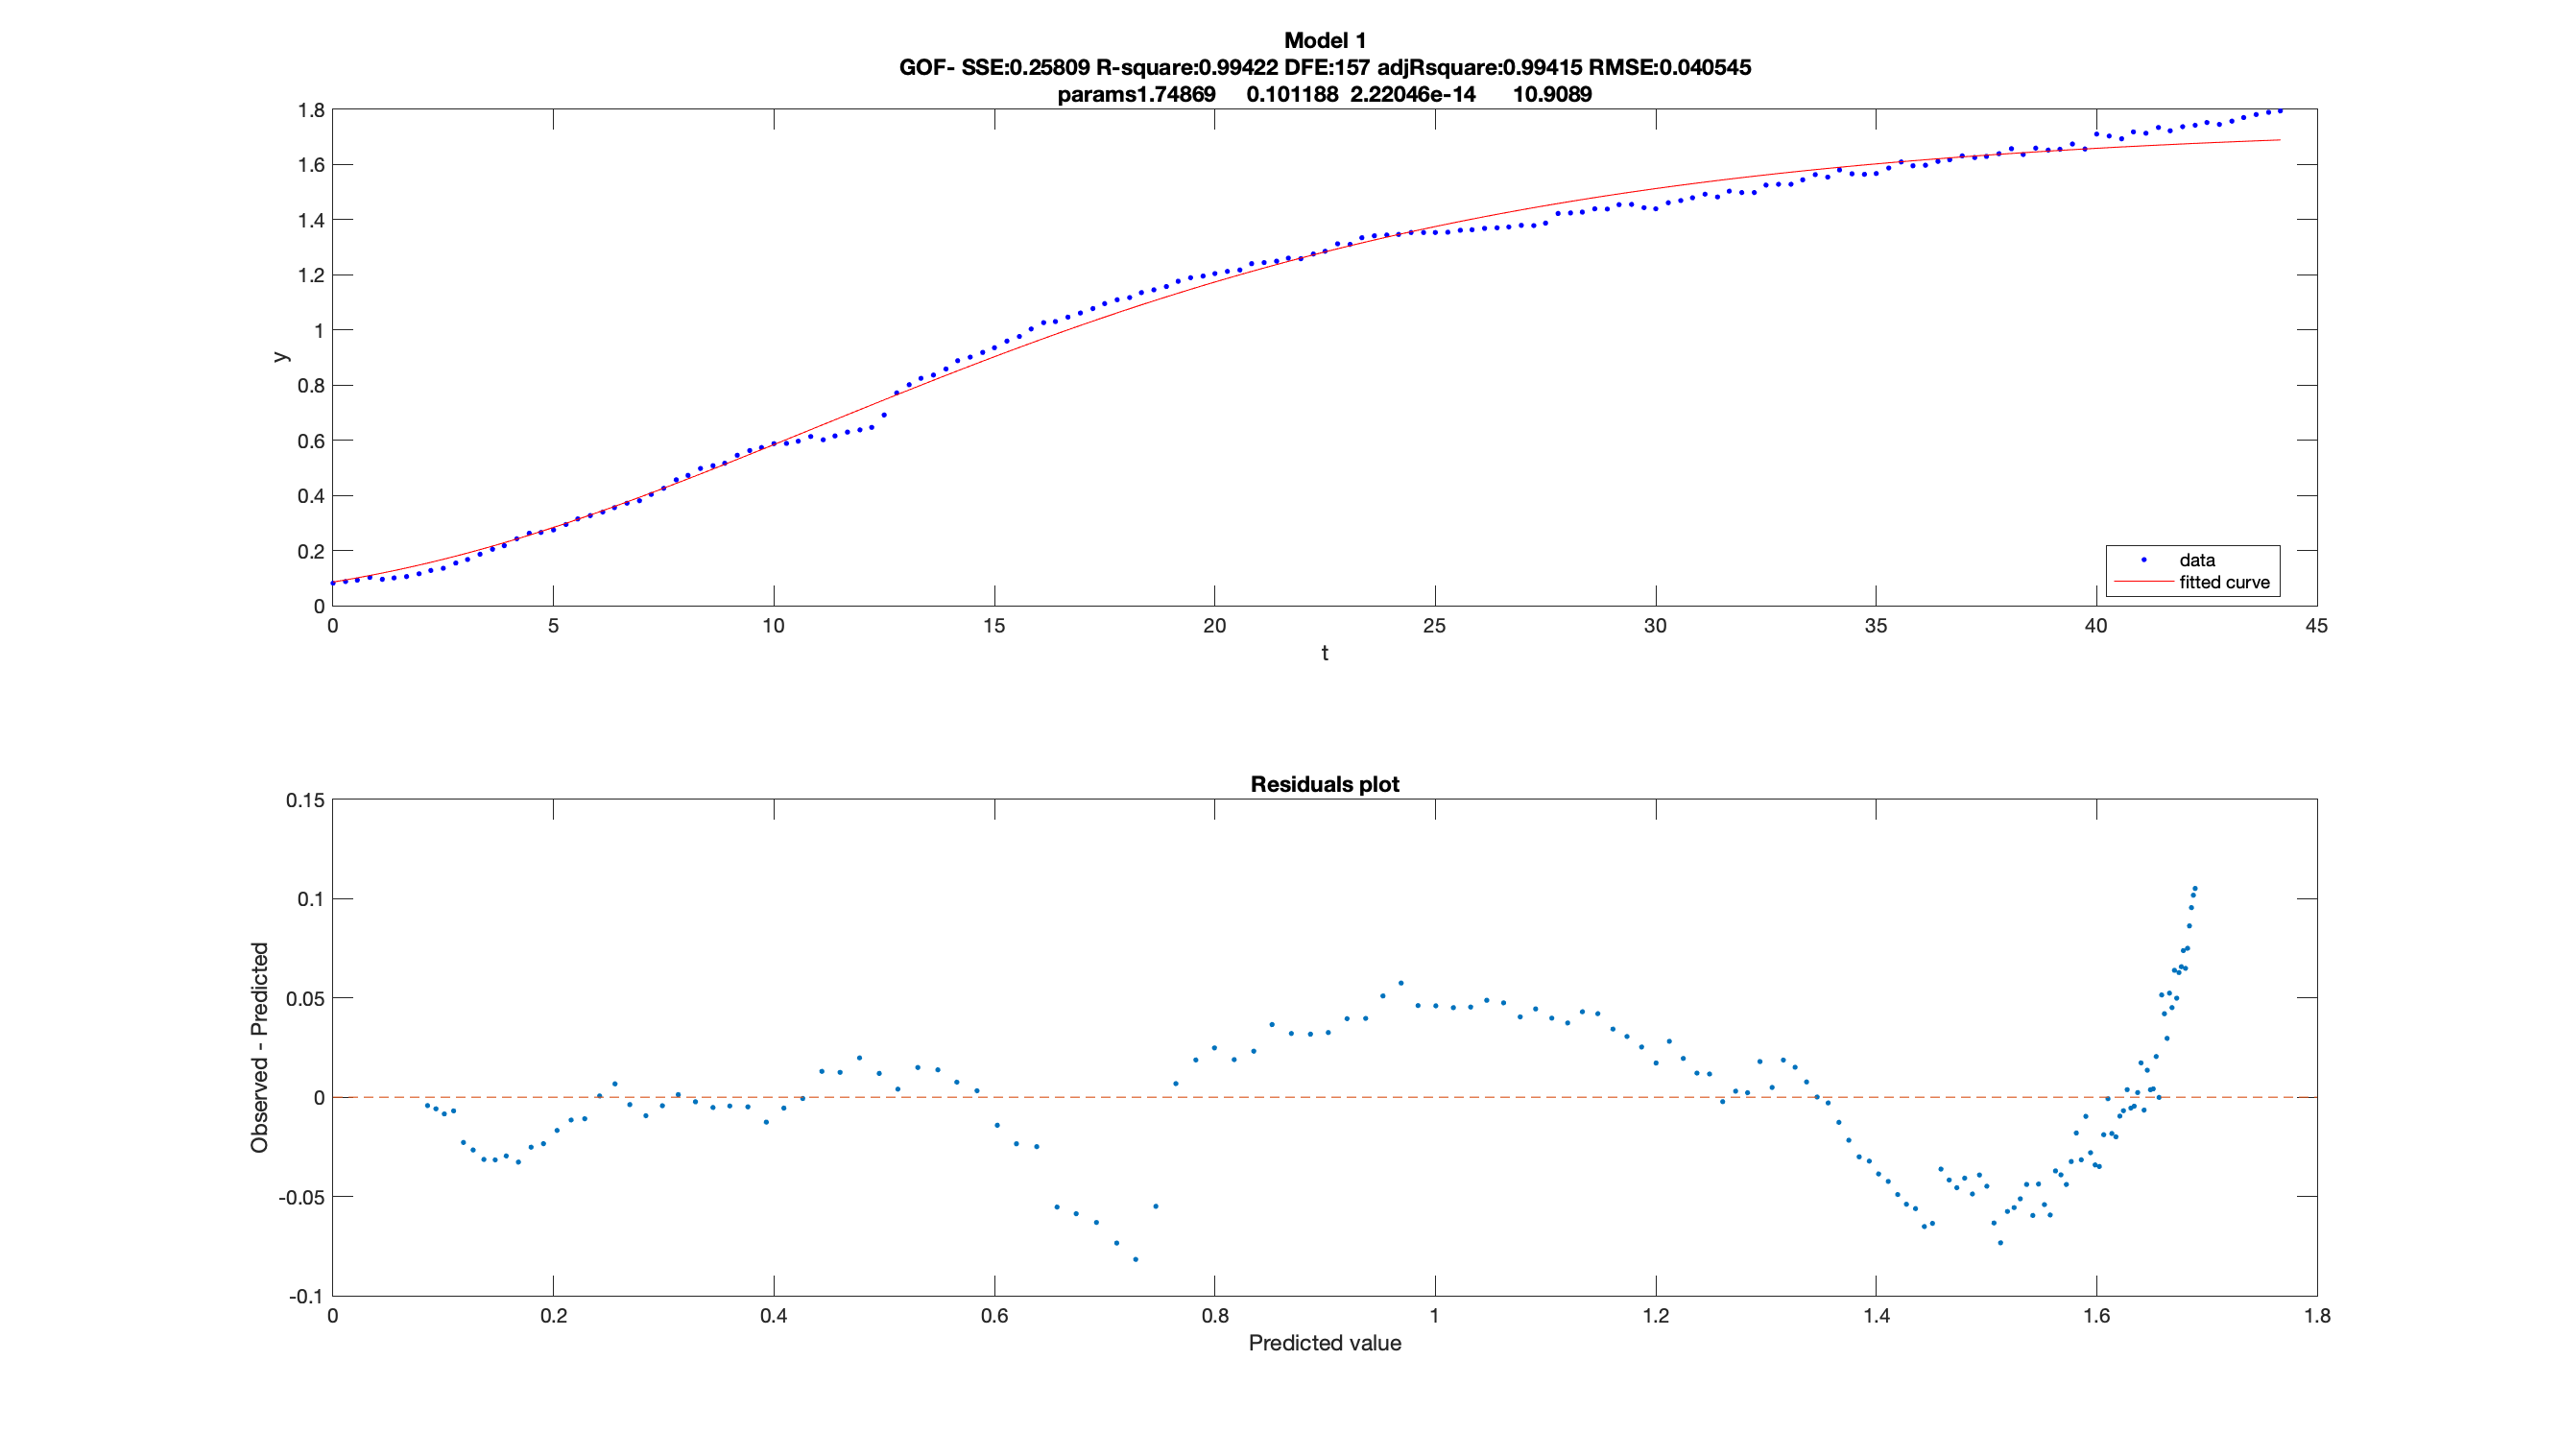 Model 1
GOF- SSE:0.25809 R-square:0.99422 DFE:157 adjRsquare:0.99415 RMSE:0.040545
params1.74869 0.101188 2.22046e-14 10.9089
1.8
1.6
1.4
1.2
1
0.8
0.6
0.4
0.2
0
y
data
fitted curve
0 5 10 15 20 25 30 35 40 45
t
Residuals plot
0.15
0.1
0.05
0
-0.05
-0.1
Observed - Predicted
0 0.2 0.4 0.6 0.8 1 1.2 1.4 1.6 1.8
Predicted value